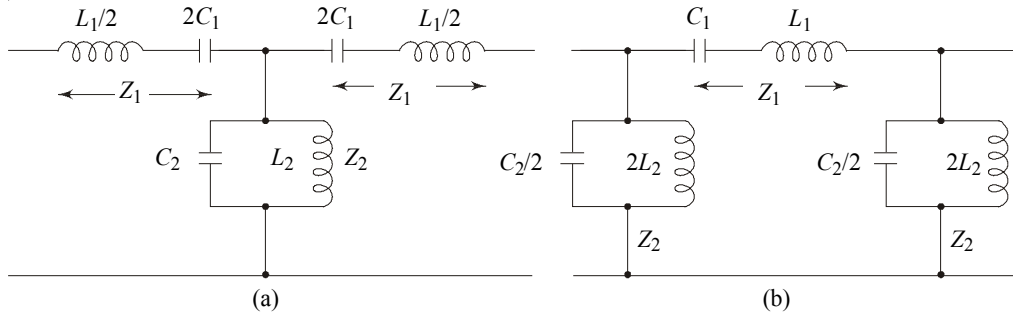 L1/2 2C1 2C1 L1/2 C1 L1
Z1 Z1 Z1
C2 L2 Z2 C2/2 2L2 C2/2 2L2
Z2 Z2
(a) (b)